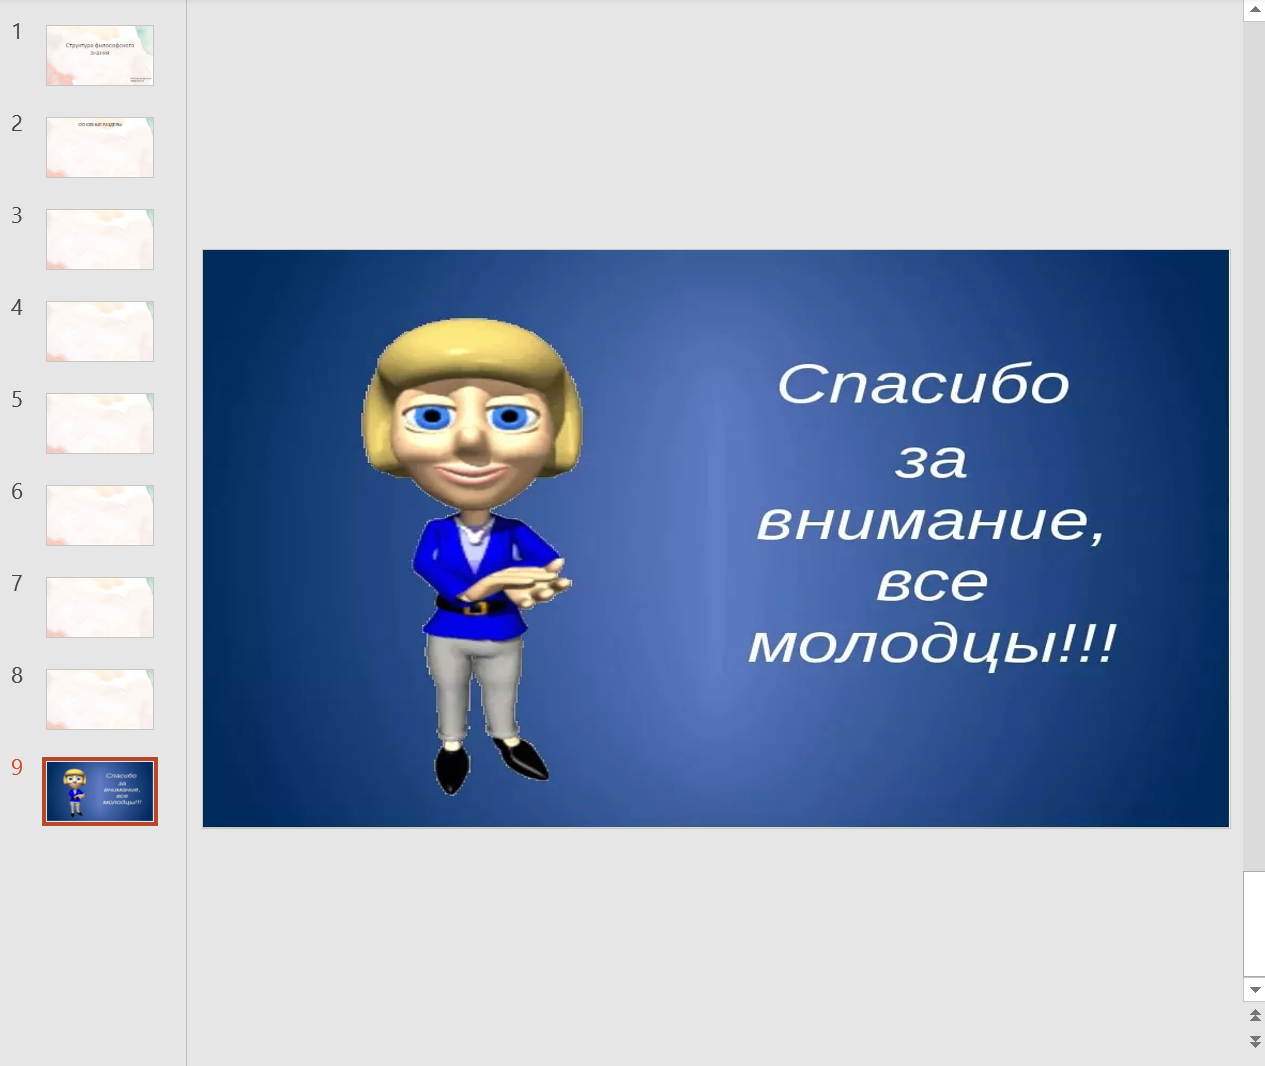 1
Структура философского
знания
2
ОСНОВНЫЕ РАЗДЕЛЫ
3
4
5
6
7
8
9
Спасибо
за
внимание,
все
молодцы!!!
Спасибо
за
внимание,
все
молодцы!!!